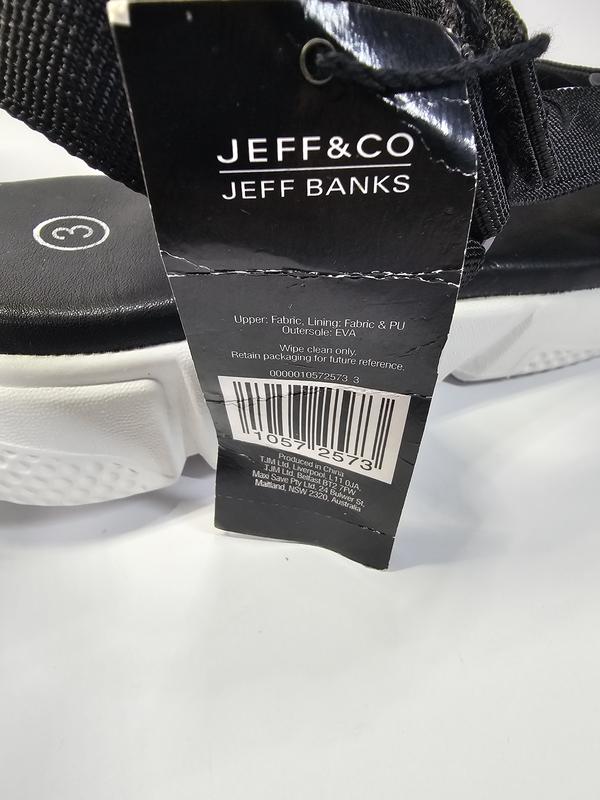 JEFF&CO
JEFF BANKS
3
Upper: Fabric, Lining: Fabric & PU
Outersole: EVA
Wipe clean only.
Retain packaging for future reference.
0000010572573 3
1057 2573
Produced in China
TJM Ltd, Liverpool, L11 0JA,
TJM Ltd, Belfast BT2 7FW
Maxi Save Pty Ltd, 24 Bulwer St,
Maitland, NSW 2320, Australia